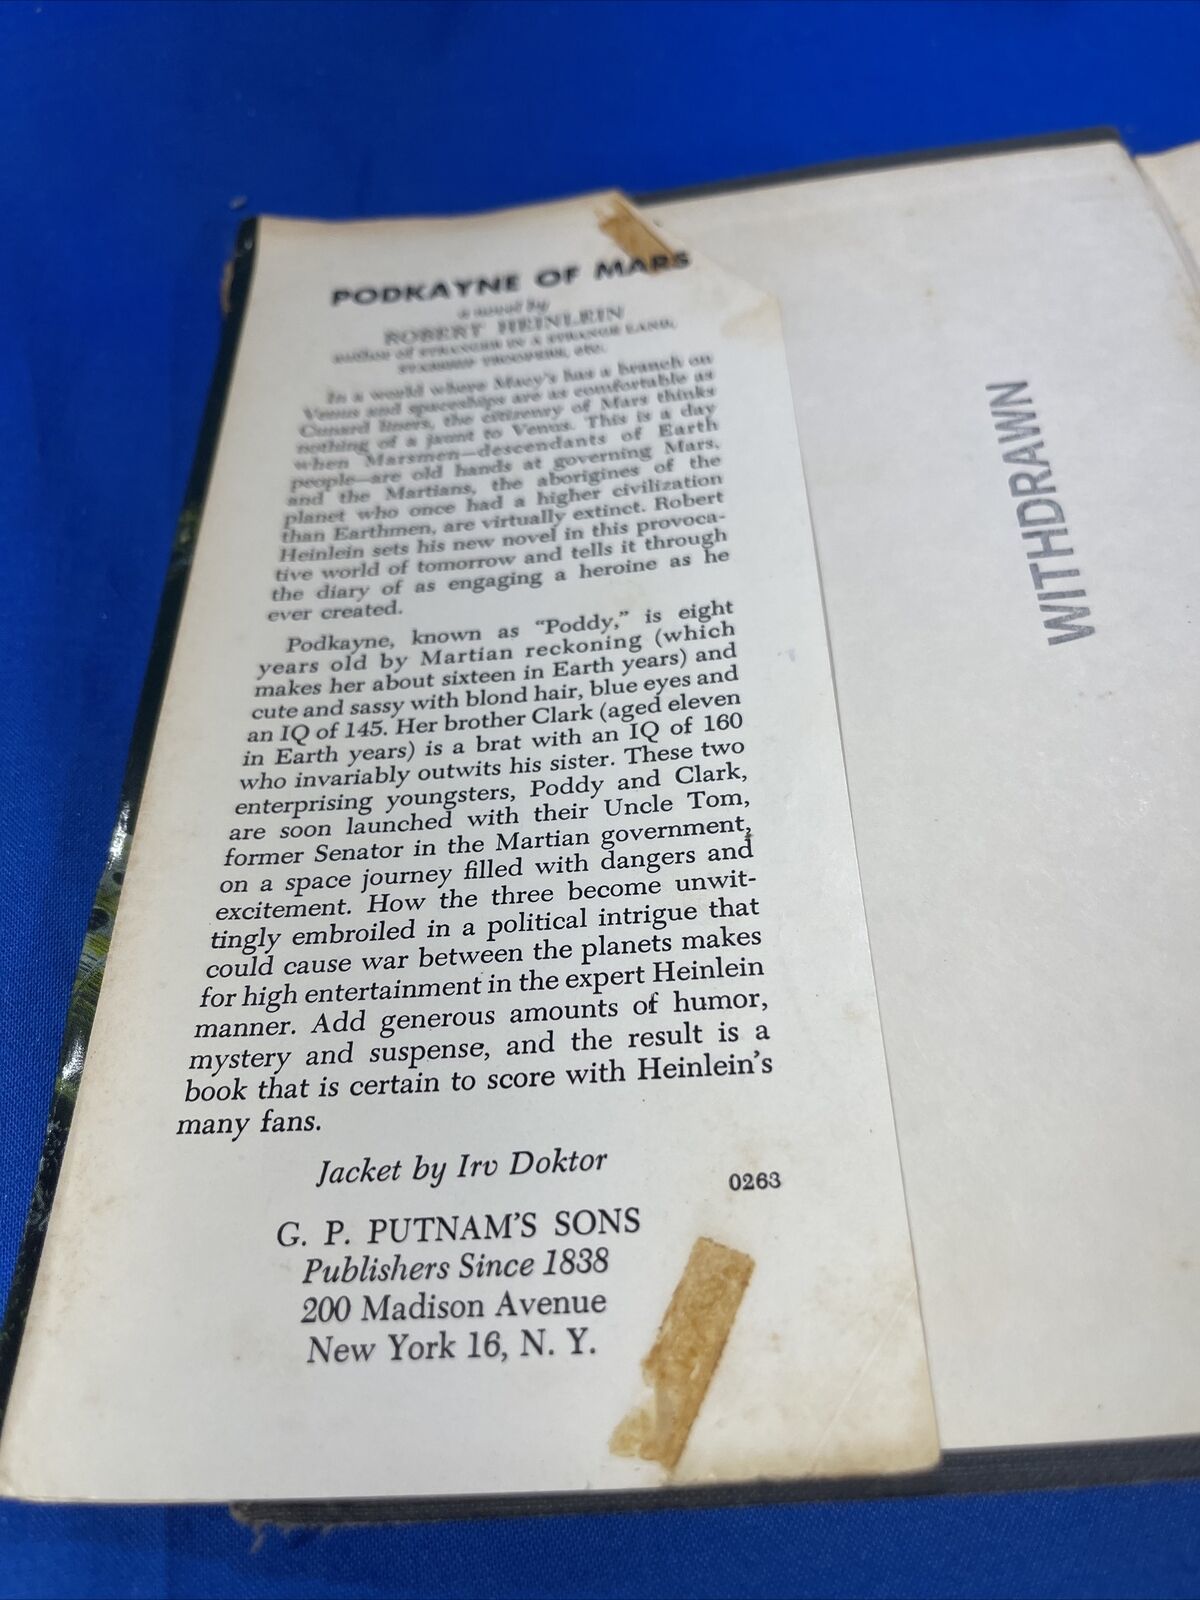 PODKAYNE OF MARS
a novel by
ROBERT HEINLEIN
author of STRANGER IN A STRANGE LAND,
STARSHIP TROOPERS, etc.
In a world where Macy's has a branch on
Venus and spaceships are as comfortable as
Cunard liners, the citizenry of Mars thinks
nothing of a jaunt to Venus. This is a day
when Marsmen—descendants of Earth
people—are old hands at governing Mars,
and the Martians, the aborigines of the
planet who once had a higher civilization
than Earthmen, are virtually extinct. Robert
Heinlein sets his new novel in this provoca-
tive world of tomorrow and tells it through
the diary of as engaging a heroine as he
ever created.
Podkayne, known as “Poddy,” is eight
years old by Martian reckoning (which
makes her about sixteen in Earth years) and
cute and sassy with blond hair, blue eyes and
an IQ of 145. Her brother Clark (aged eleven
in Earth years) is a brat with an IQ of 160
who invariably outwits his sister. These two
enterprising youngsters, Poddy and Clark,
are soon launched with their Uncle Tom,
former Senator in the Martian government,
on a space journey filled with dangers and
excitement. How the three become unwit-
tingly embroiled in a political intrigue that
could cause war between the planets makes
for high entertainment in the expert Heinlein
manner. Add generous amounts of humor,
mystery and suspense, and the result is a
book that is certain to score with Heinlein's
many fans.
Jacket by Irv Doktor
0263
G. P. PUTNAM'S SONS
Publishers Since 1838
200 Madison Avenue
New York 16, N. Y.
WITHDRAWN